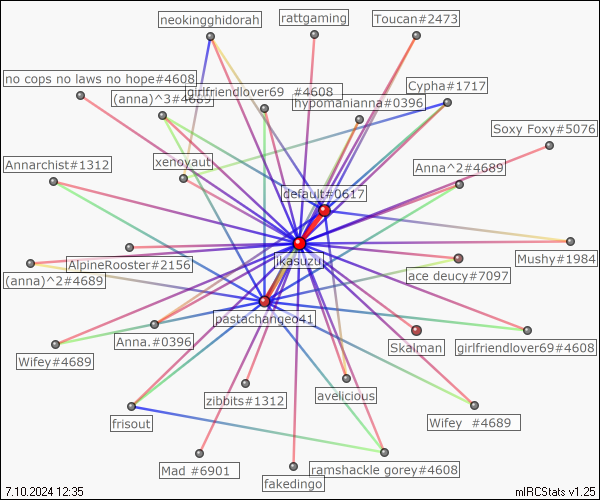 neokingghidorah
rattgaming
Toucan#2473
no cops no laws no hope#4608
(anna)^3#4689
girlfriendlover69 #4608
hypomanianna#0396
Cypha#1717
Soxy Foxy#5076
Annarchist#1312
xenoyaut
Anna^2#4689
default#0617
jkasuzu
Mushy#1984
AlpineRooster#2156
ace deucy#7097
(anna)^2#4689
pastachangeo41
Anna.#0396
Skalman
girlfriendlover69#4608
Wifey#4689
zibbits#1312
avelicious
frisout
Wifey #4689
Mad #6901
fakedingo
ramshackle gorey#4608
7.10.2024 12:35
mIRCStats v1.25